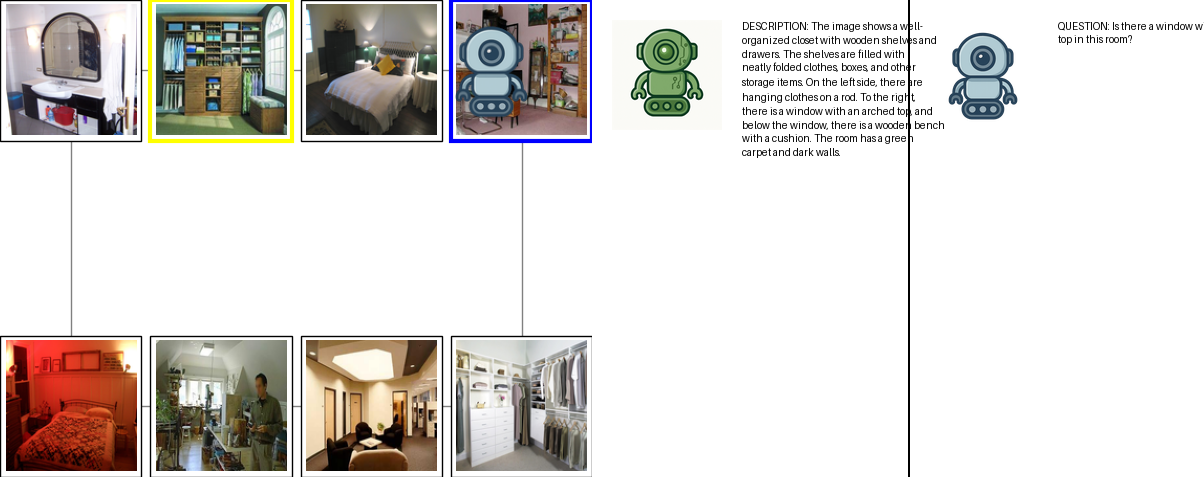 DESCRIPTION: The image shows a well-
organized closet with wooden shelves and
drawers. The shelves are filled with
neatly folded clothes, boxes, and other
storage items. On the left side, there are
hanging clothes on a rod. To the right,
there is a window with an arched top, and
below the window, there is a wooden bench
with a cushion. The room has a green
carpet and dark walls.
QUESTION: Is there a window w
top in this room?